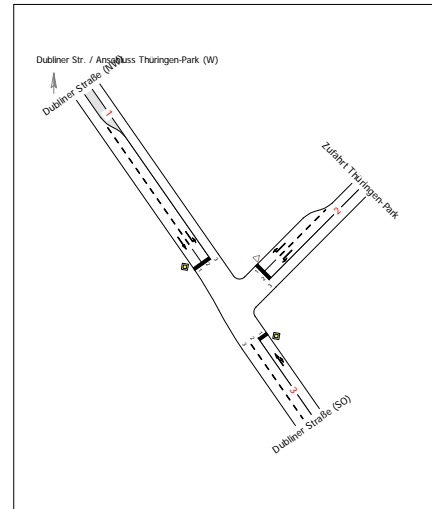 Dubliner Str. / Anschluss Thüringen-Park (W)
Dubliner Straße (NW)
1
Zufahrt Thüringen-Park
2
3
Dubliner Straße (SO)